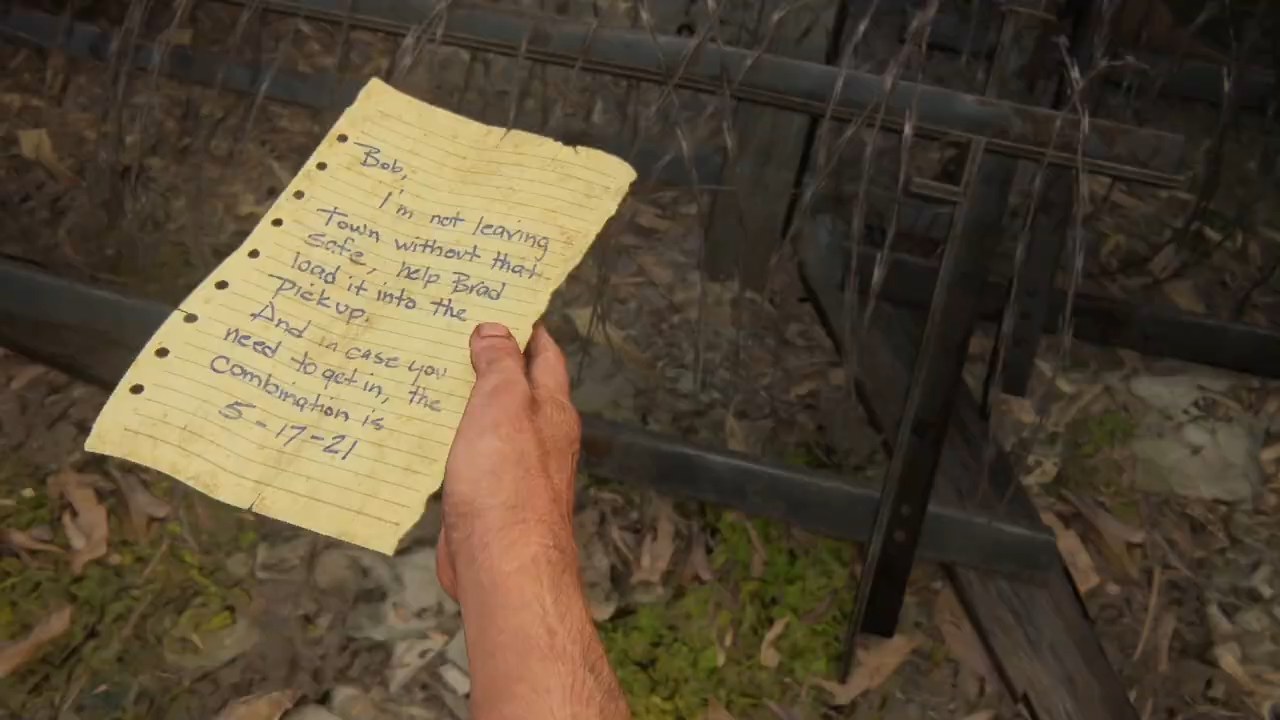 Bob,
I'm not leaving
Town without that
Safe, help Brad
load it into the
Pickup.
And in case you
need to get in, the
Combination is
5-17-21